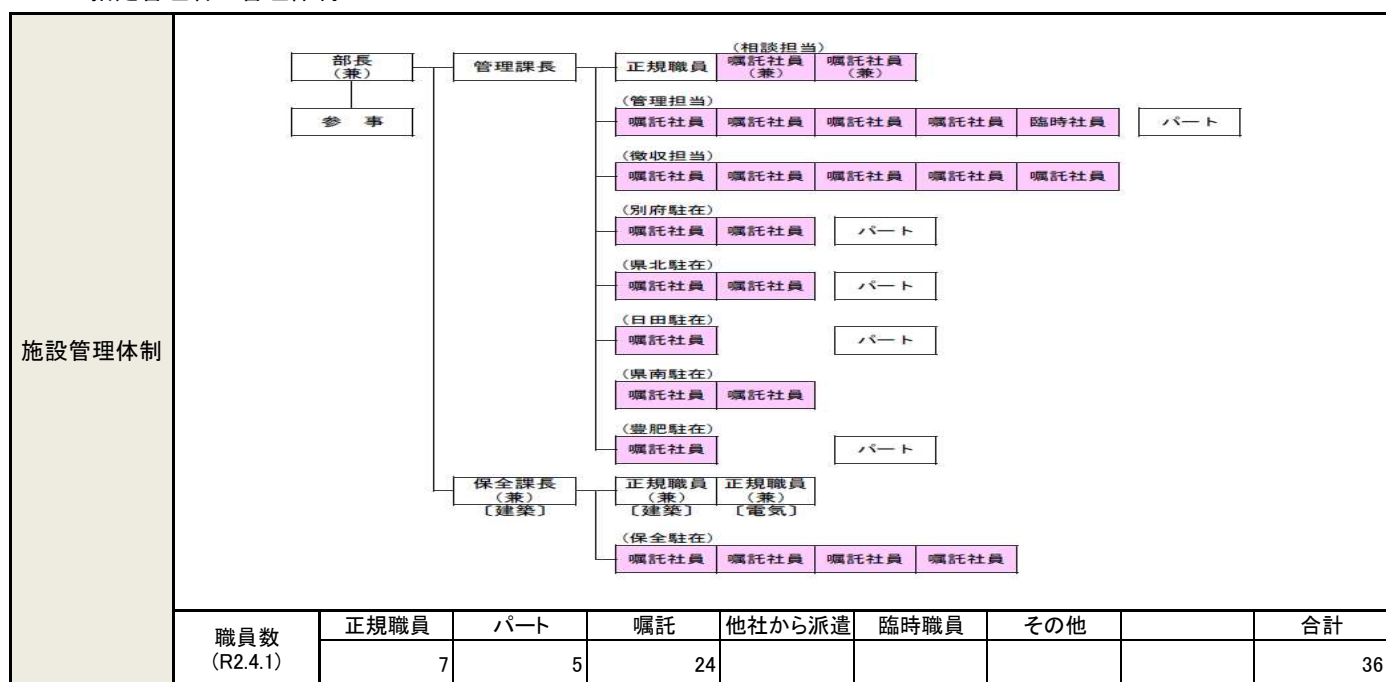 施設管理体制
(相談担当)
部長
(兼)
管理課長
正規職員
嘱託社員
(兼)
嘱託社員
(兼)
参 事
(管理担当)
嘱託社員 嘱託社員 嘱託社員 嘱託社員 臨時社員 パート
(徴収担当)
嘱託社員 嘱託社員 嘱託社員 嘱託社員 嘱託社員
(別府駐在)
嘱託社員 嘱託社員 パート
(県北駐在)
嘱託社員 嘱託社員 パート
(日田駐在)
嘱託社員 パート
(県南駐在)
嘱託社員 嘱託社員
(豊肥駐在)
嘱託社員 パート
保全課長
(兼)
[建築]
正規職員
(兼)
[建築]
正規職員
(兼)
[電気]
(保全駐在)
嘱託社員 嘱託社員 嘱託社員 嘱託社員
職員数
(R2.4.1)
正規職員 パート 嘱託 他社から派遣 臨時職員 その他 合計
7 5 24 36